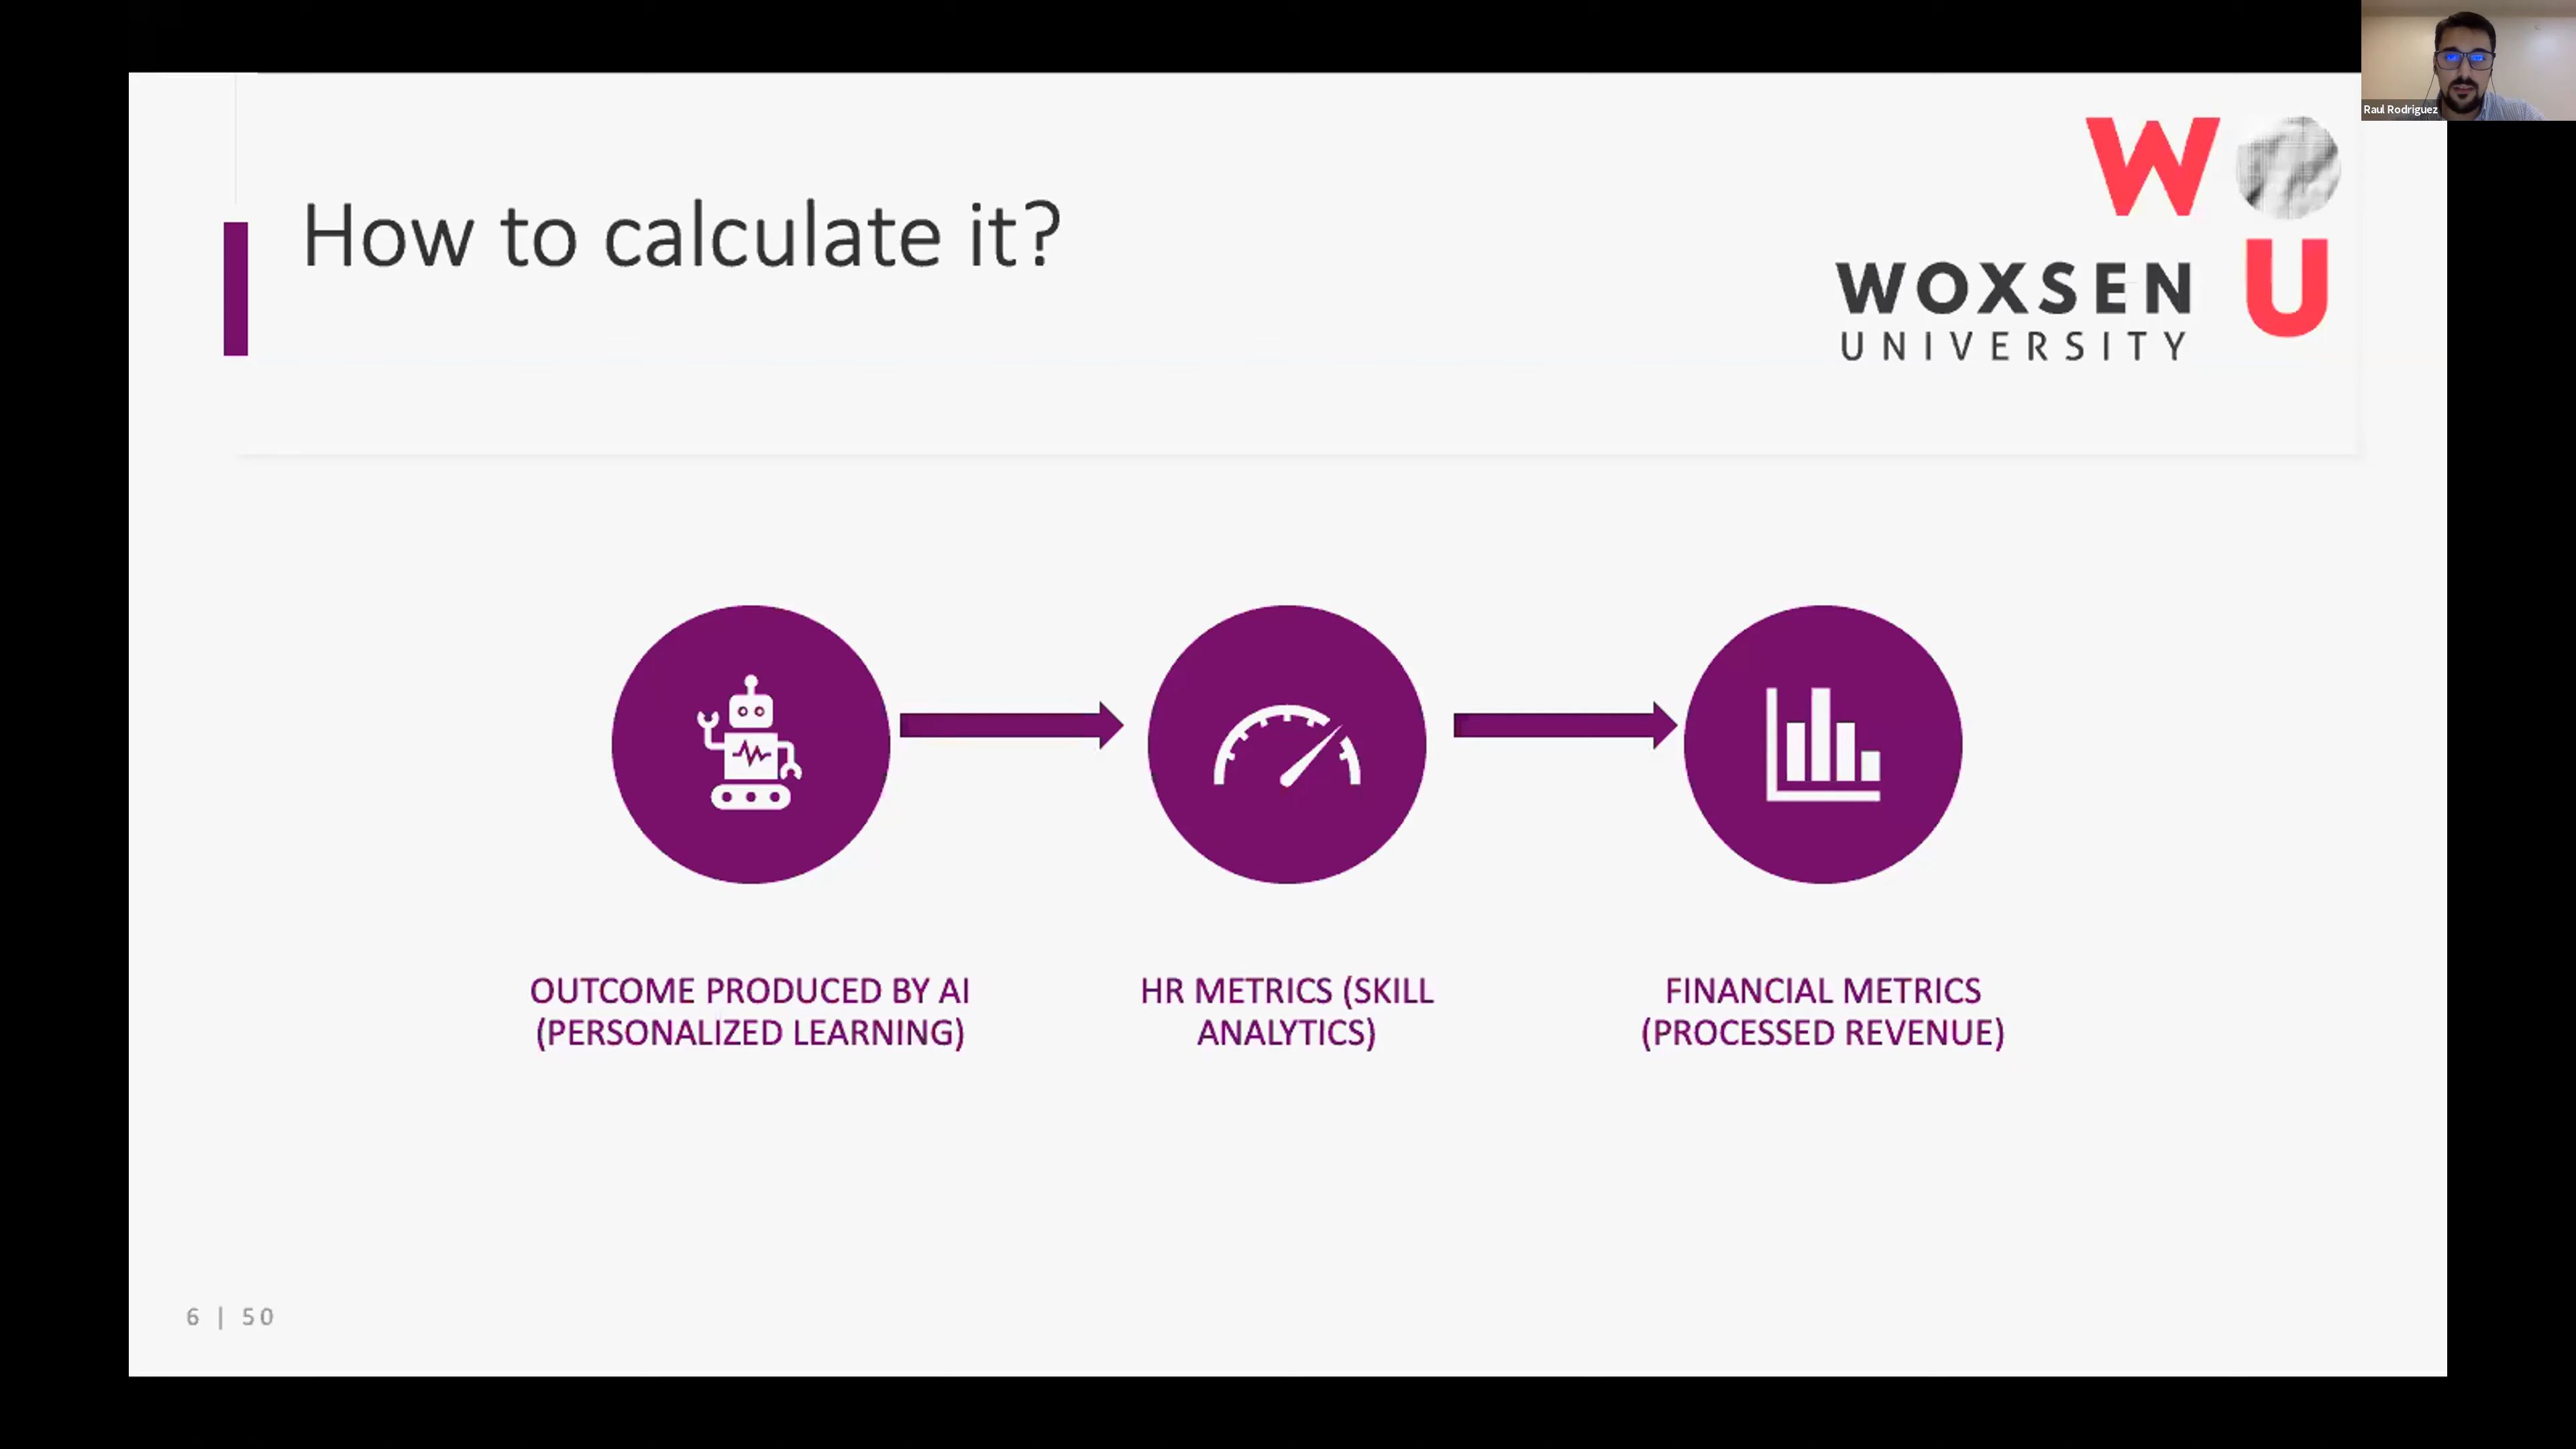 Raul Rodriguez
How to calculate it?
W
WOXSEN U
UNIVERSITY
OUTCOME PRODUCED BY AI
(PERSONALIZED LEARNING)
HR METRICS (SKILL
ANALYTICS)
FINANCIAL METRICS
(PROCESSED REVENUE)
6 | 50